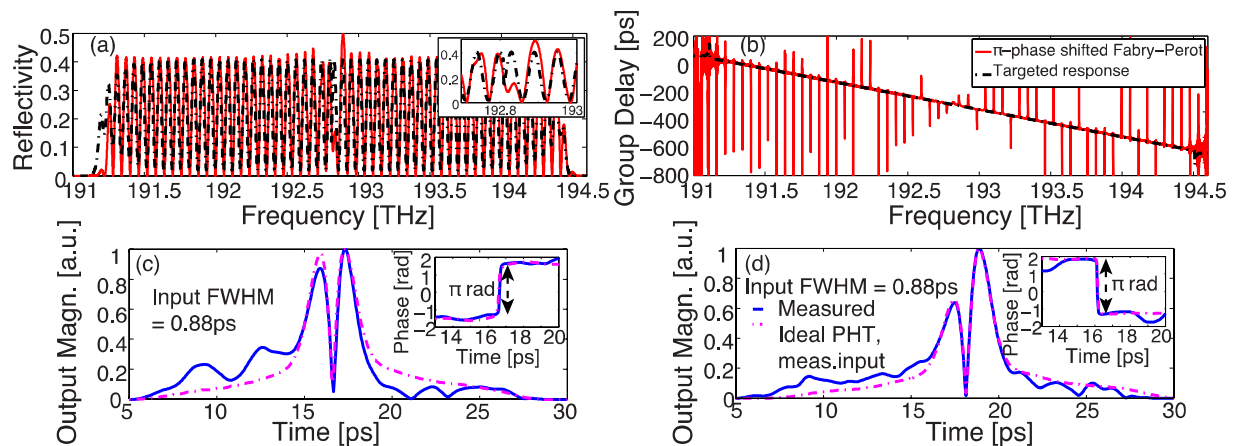 (a)
Reflectivity
0.5
0.4
0.3
0.2
0.1
0
191
191.5
192
192.5
193
193.5
194
194.5
Frequency [THz]
0.4
0.2
0
192.8
193
(b)
Group Delay [ps]
200
0
−200
−400
−600
−800
191
191.5
192
192.5
193
193.5
194
194.5
Frequency [THz]
π−phase shifted Fabry−Perot
Targeted response
(c)
Output Magn. [a.u.]
1
0.8
0.6
0.4
0.2
0
5
10
15
20
25
30
Time [ps]
Input FWHM
= 0.88ps
Phase [rad]
2
1
0
−1
−2
π rad
14
16
18
20
Time [ps]
(d)
Output Magn. [a.u.]
1
0.8
0.6
0.4
0.2
0
5
10
15
20
25
30
Time [ps]
Input FWHM = 0.88ps
Measured
Ideal PHT,
meas.input
Phase [rad]
2
1
0
−1
−2
π rad
14
16
18
20
Time [ps]